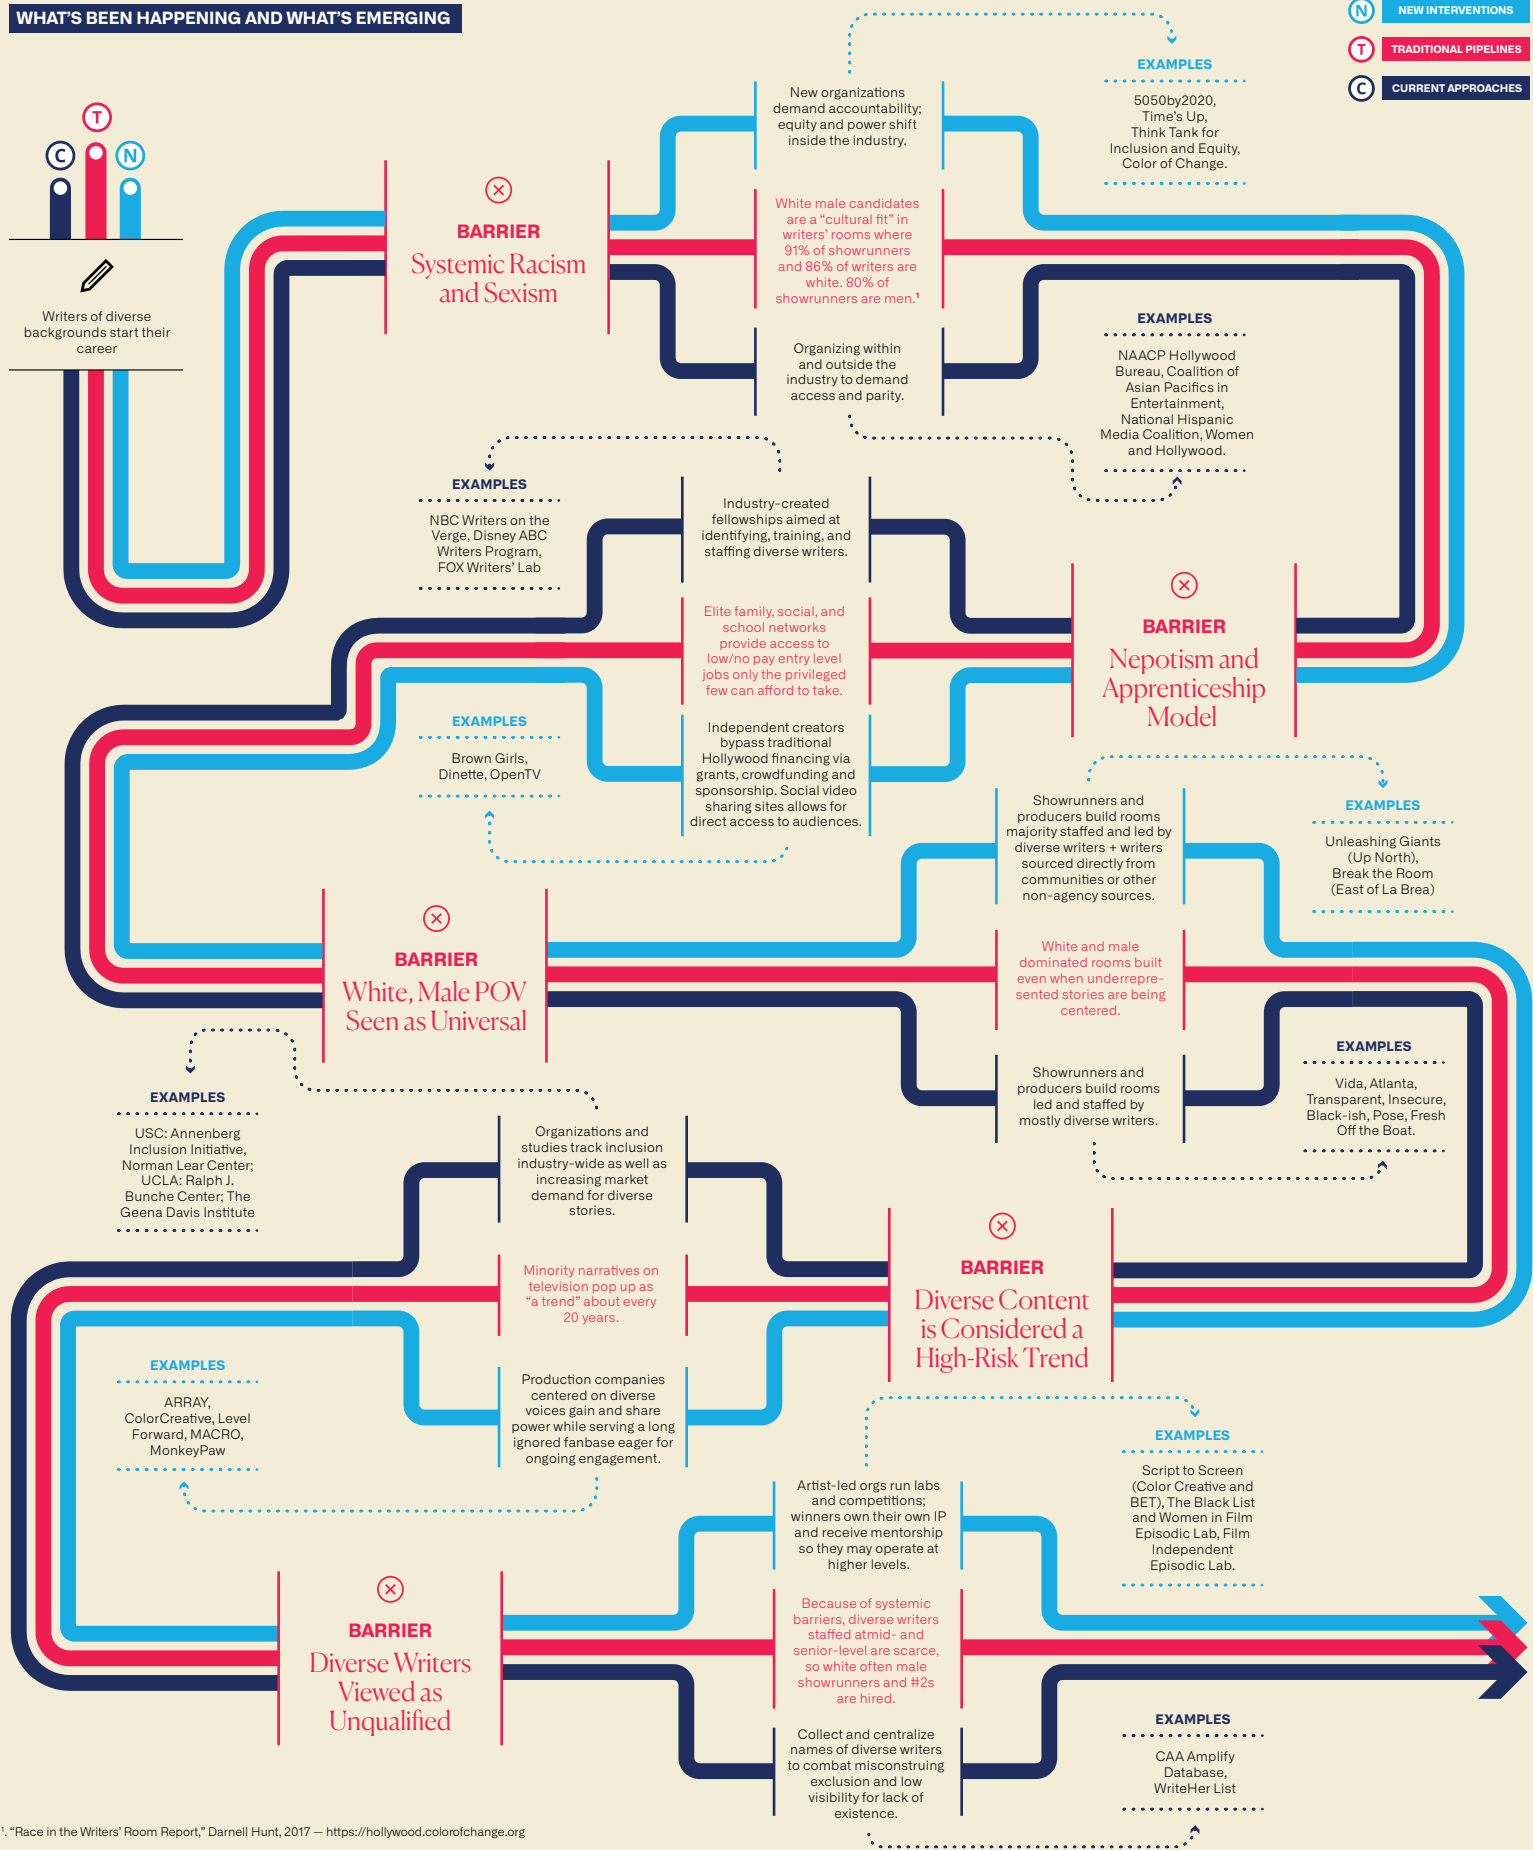 WHAT'S BEEN HAPPENING AND WHAT'S EMERGING
N NEW INTERVENTIONS
T TRADITIONAL PIPELINES
C CURRENT APPROACHES
T
C N
Writers of diverse
backgrounds start their
career
BARRIER
Systemic Racism
and Sexism
New organizations
demand accountability;
equity and power shift
inside the industry.
EXAMPLES
5050by2020,
Time's Up,
Think Tank for
Inclusion and Equity,
Color of Change.
White male candidates
are a “cultural fit” in
writers' rooms where
91% of showrunners
and 86% of writers are
white. 80% of
showrunners are men.¹
Organizing within
and outside the
industry to demand
access and parity.
EXAMPLES
NAACP Hollywood
Bureau, Coalition of
Asian Pacifics in
Entertainment,
National Hispanic
Media Coalition, Women
and Hollywood.
BARRIER
Nepotism and
Apprenticeship
Model
Industry-created
fellowships aimed at
identifying, training, and
staffing diverse writers.
EXAMPLES
NBC Writers on the
Verge, Disney ABC
Writers Program,
FOX Writers' Lab
Elite family, social, and
school networks
provide access to
low/no pay entry level
jobs only the privileged
few can afford to take.
Independent creators
bypass traditional
Hollywood financing via
grants, crowdfunding and
sponsorship. Social video
sharing sites allows for
direct access to audiences.
EXAMPLES
Brown Girls,
Dinette, OpenTV
BARRIER
White, Male POV
Seen as Universal
Showrunners and
producers build rooms
majority staffed and led by
diverse writers + writers
sourced directly from
communities or other
non-agency sources.
EXAMPLES
Unleashing Giants
(Up North),
Break the Room
(East of La Brea)
White and male
dominated rooms built
even when underrepre-
sented stories are being
centered.
Showrunners and
producers build rooms
led and staffed by
mostly diverse writers.
EXAMPLES
Vida, Atlanta,
Transparent, Insecure,
Black-ish, Pose, Fresh
Off the Boat.
BARRIER
Diverse Content
is Considered a
High-Risk Trend
Organizations and
studies track inclusion
industry-wide as well as
increasing market
demand for diverse
stories.
EXAMPLES
USC: Annenberg
Inclusion Initiative,
Norman Lear Center;
UCLA: Ralph J.
Bunche Center; The
Geena Davis Institute
Minority narratives on
television pop up as
“a trend” about every
20 years.
Production companies
centered on diverse
voices gain and share
power while serving a long
ignored fanbase eager for
ongoing engagement.
EXAMPLES
ARRAY,
ColorCreative, Level
Forward, MACRO,
MonkeyPaw
BARRIER
Diverse Writers
Viewed as
Unqualified
Artist-led orgs run labs
and competitions;
winners own their own IP
and receive mentorship
so they may operate at
higher levels.
EXAMPLES
Script to Screen
(Color Creative and
BET), The Black List
and Women in Film
Episodic Lab, Film
Independent
Episodic Lab.
Because of systemic
barriers, diverse writers
staffed atmid- and
senior-level are scarce,
so white often male
showrunners and #2s
are hired.
Collect and centralize
names of diverse writers
to combat misconstruing
exclusion and low
visibility for lack of
existence.
EXAMPLES
CAA Amplify
Database,
WriteHer List
¹. “Race in the Writers' Room Report,” Darnell Hunt, 2017 — https://hollywood.colorofchange.org